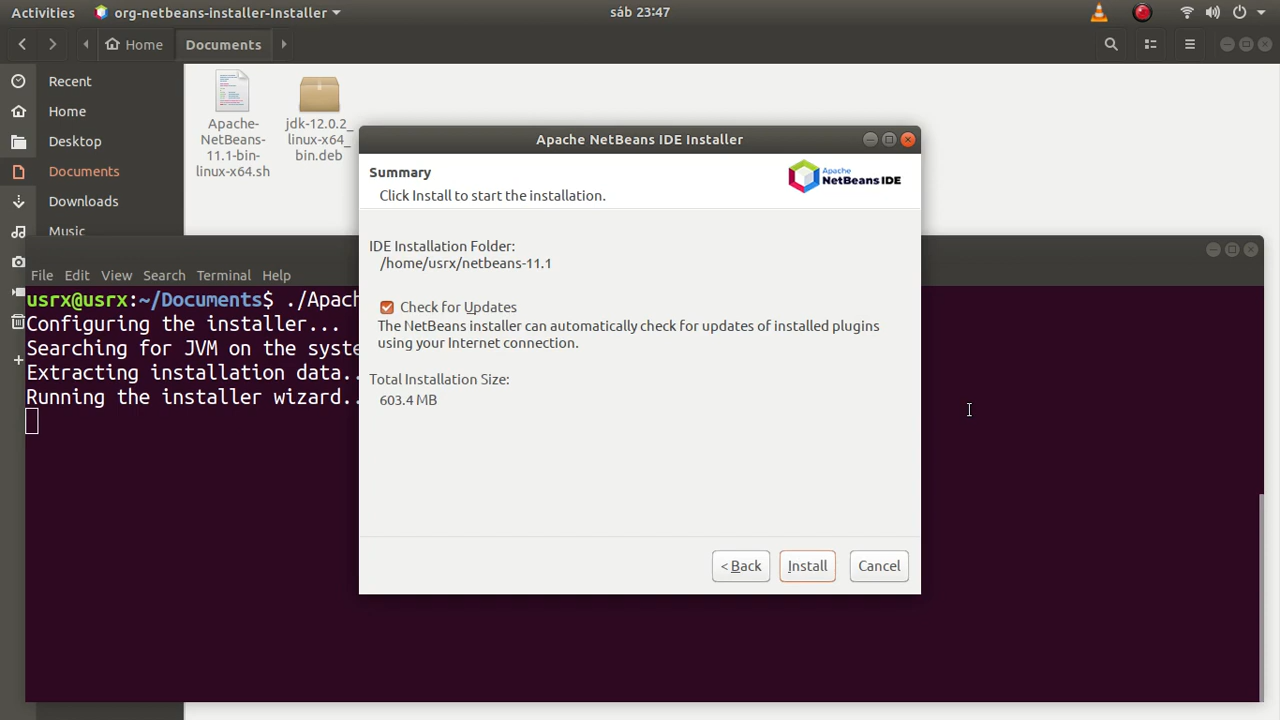 Activities
org-netbeans-installer-Installer
sáb 23:47
Home
Documents
Recent
Home
Desktop
Documents
Downloads
Music
Apache-
NetBeans-
11.1-bin-
linux-x64.sh
jdk-12.0.2_
linux-x64_
bin.deb
File Edit View Search Terminal Help
usrx@usrx:~/Documents$ ./Apach
Configuring the installer...
Searching for JVM on the syste
Extracting installation data..
Running the installer wizard..
Apache NetBeans IDE Installer
Summary
Click Install to start the installation.
Apache
NetBeans IDE
IDE Installation Folder:
/home/usrx/netbeans-11.1
Check for Updates
The NetBeans installer can automatically check for updates of installed plugins
using your Internet connection.
Total Installation Size:
603.4 MB
< Back
Install
Cancel